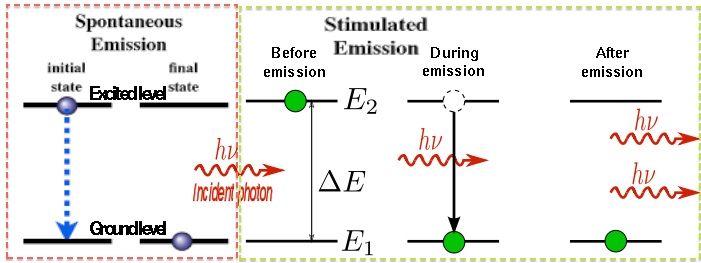 Spontaneous
Emission
initial
state
final
state
Excited level
Ground level
Stimulated
Emission
Before
emission
During
emission
After
emission
E₂
hν
Incident photon
ΔE
E₁
hν
hν
hν